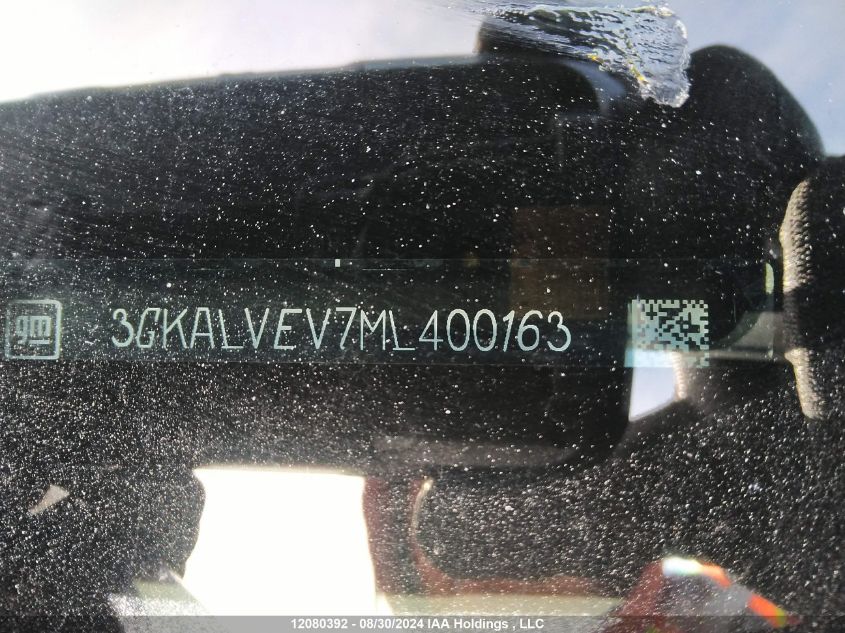 gm 3GKALVEV7ML400163
12080392 - 08/30/2024 IAA Holdings , LLC